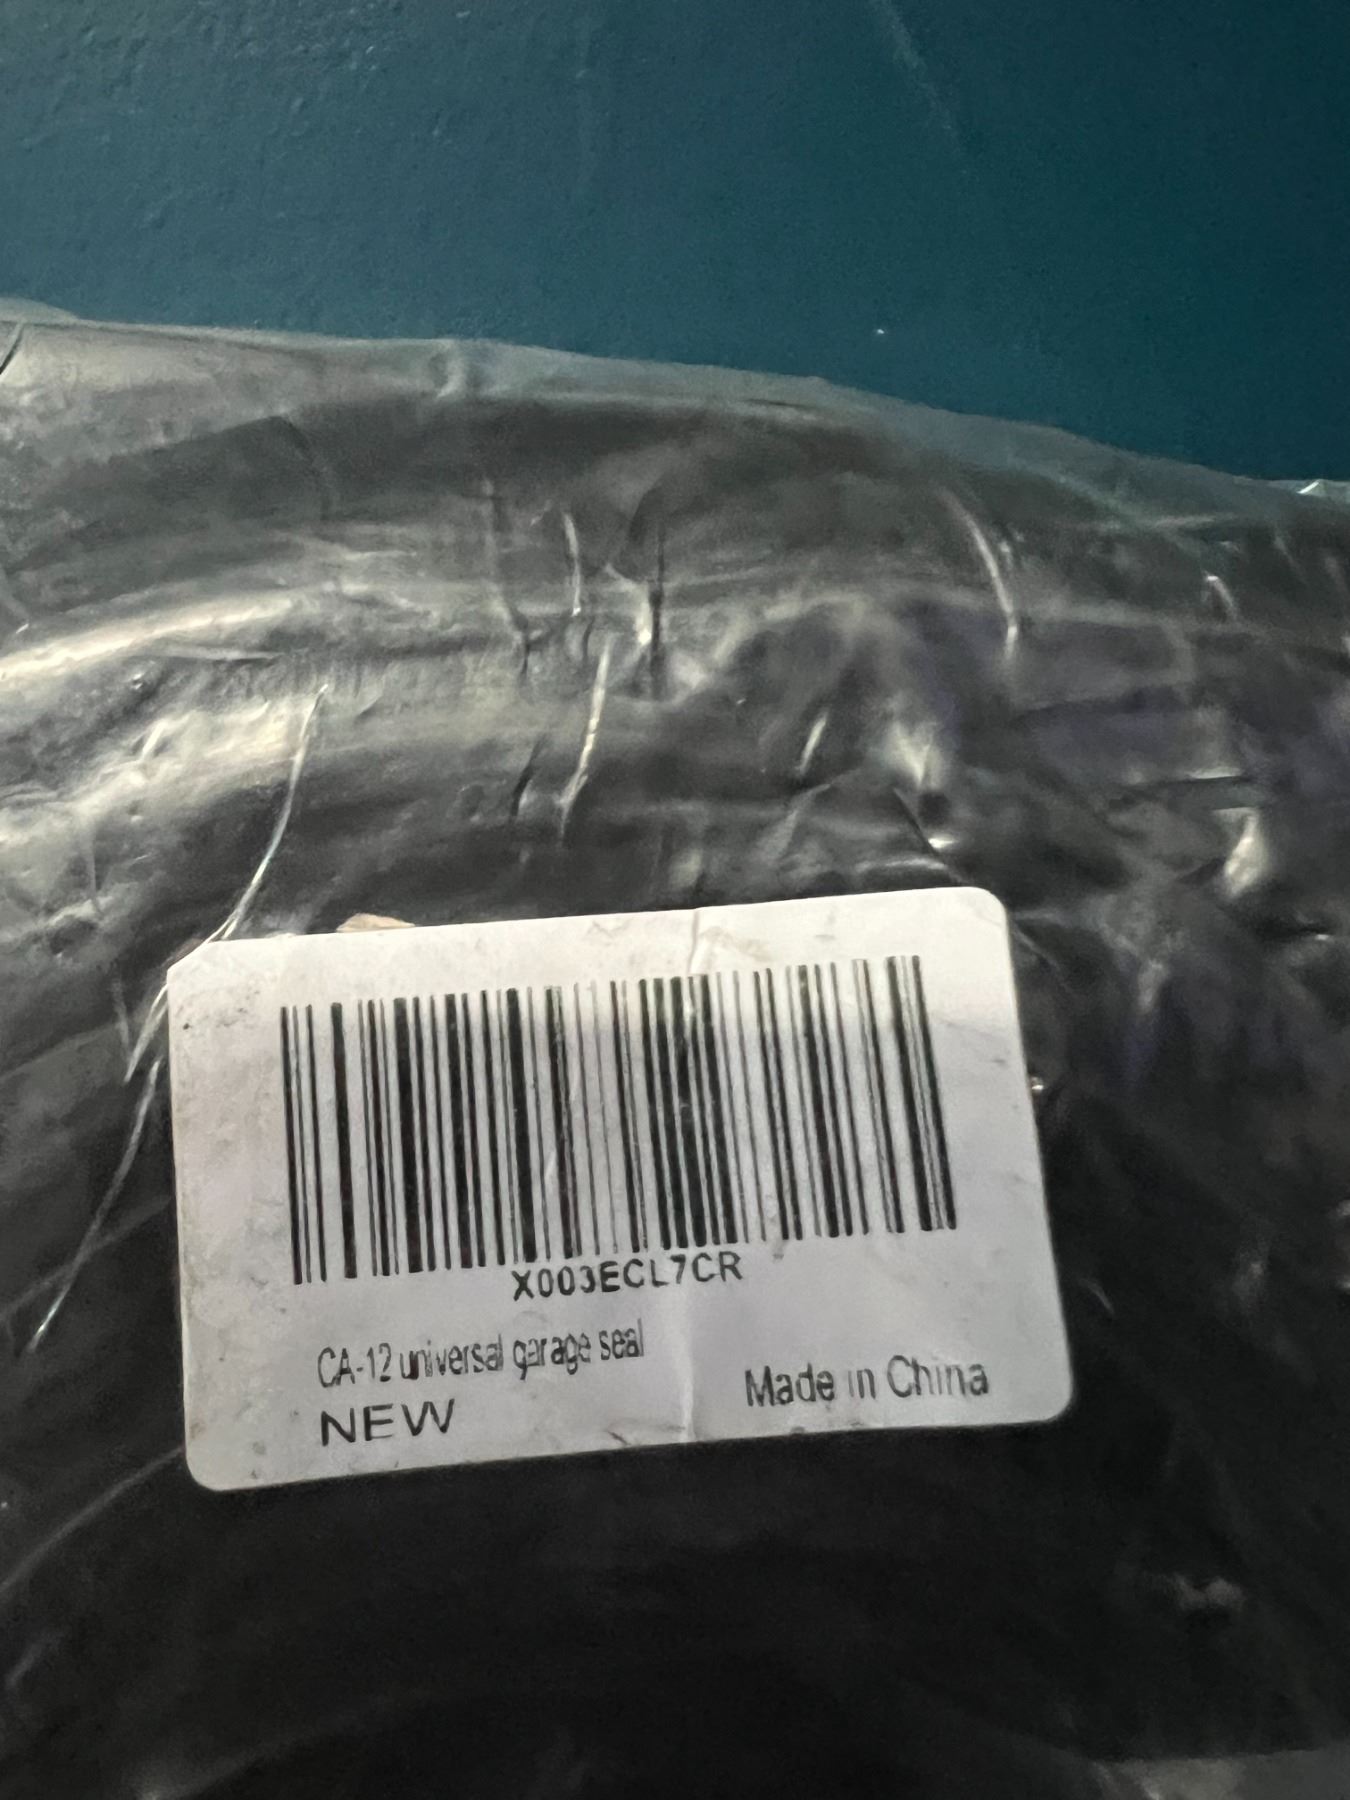 X003ECL7CR
CA-12 universal garage seal
NEW
Made in China